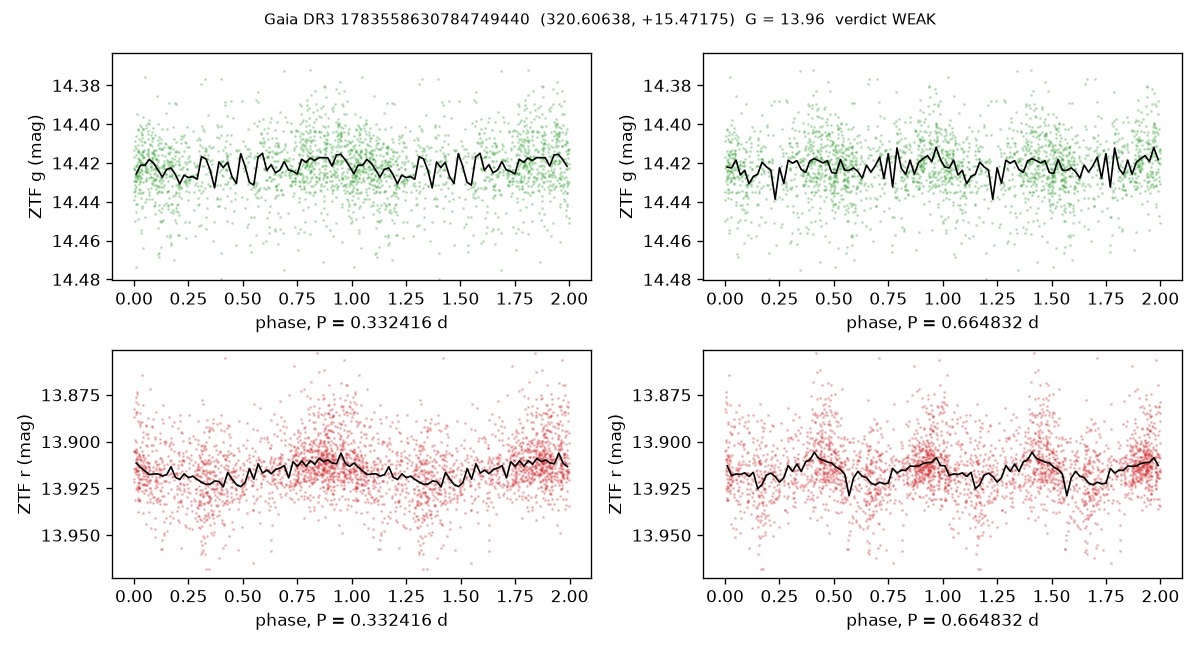 Gaia DR3 1783558630784749440 (320.60638, +15.47175) G = 13.96 verdict WEAK
ZTF g (mag)
14.38
14.40
14.42
14.44
14.46
14.48
0.00 0.25 0.50 0.75 1.00 1.25 1.50 1.75 2.00
phase, P = 0.332416 d
ZTF g (mag)
14.38
14.40
14.42
14.44
14.46
14.48
0.00 0.25 0.50 0.75 1.00 1.25 1.50 1.75 2.00
phase, P = 0.664832 d
ZTF r (mag)
13.875
13.900
13.925
13.950
0.00 0.25 0.50 0.75 1.00 1.25 1.50 1.75 2.00
phase, P = 0.332416 d
ZTF r (mag)
13.875
13.900
13.925
13.950
0.00 0.25 0.50 0.75 1.00 1.25 1.50 1.75 2.00
phase, P = 0.664832 d